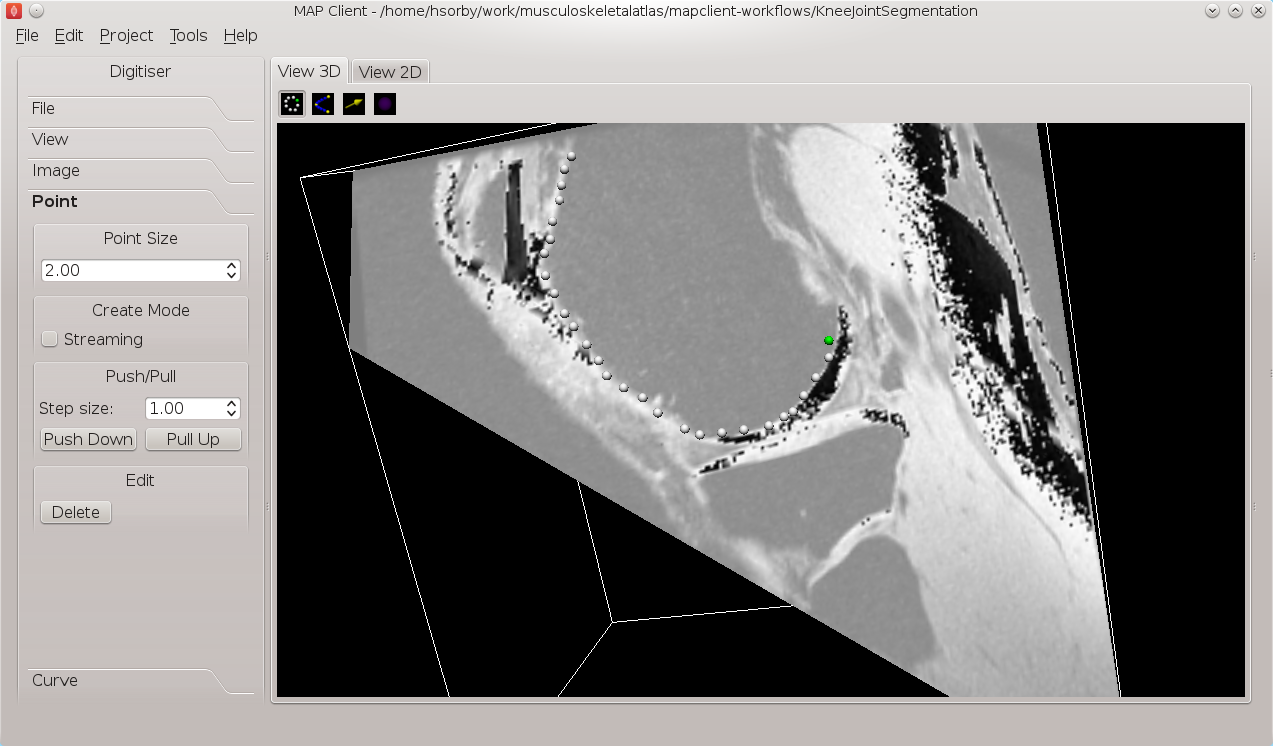 MAP Client - /home/hsorby/work/musculoskeletalatlas/mapclient-workflows/KneeJointSegmentation
File Edit Project Tools Help
Digitiser
File
View
Image
Point
Point Size
2.00
Create Mode
Streaming
Push/Pull
Step size: 1.00
Push Down Pull Up
Edit
Delete
Curve
View 3D View 2D